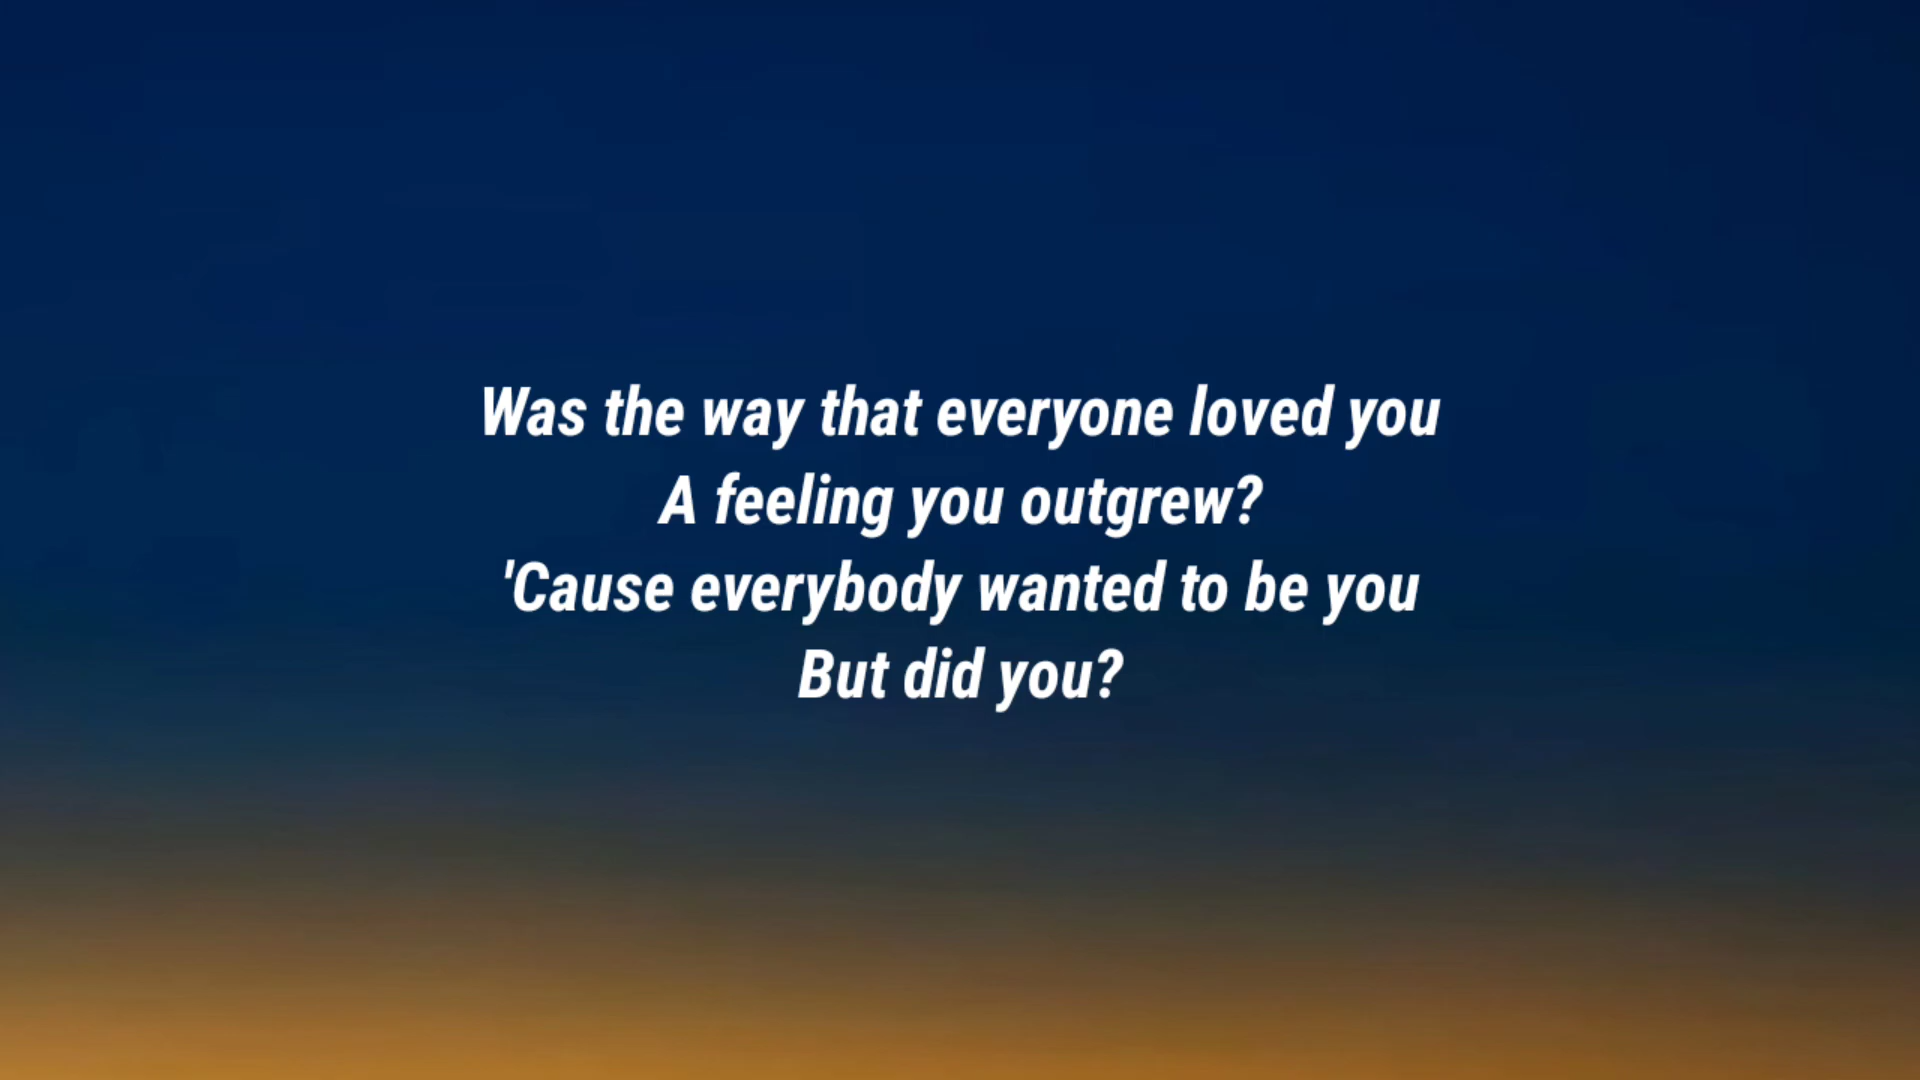 Was the way that everyone loved you
A feeling you outgrew?
'Cause everybody wanted to be you
But did you?